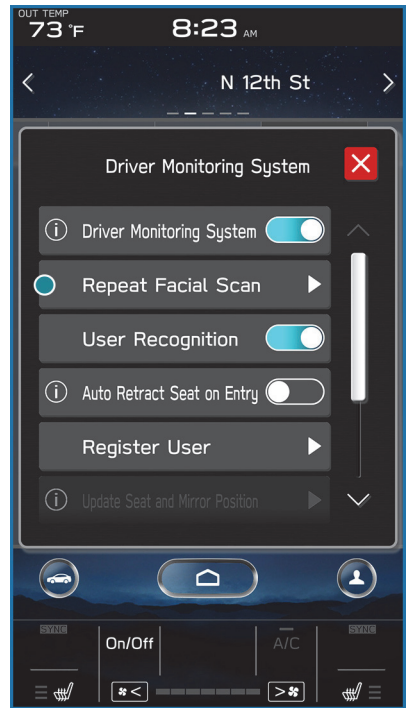 OUT TEMP
73 °F
8:23 AM
N 12th St
Driver Monitoring System
Driver Monitoring System
Repeat Facial Scan
User Recognition
Auto Retract Seat on Entry
Register User
Update Seat and Mirror Position
SYNC
On/Off
A/C
SYNC